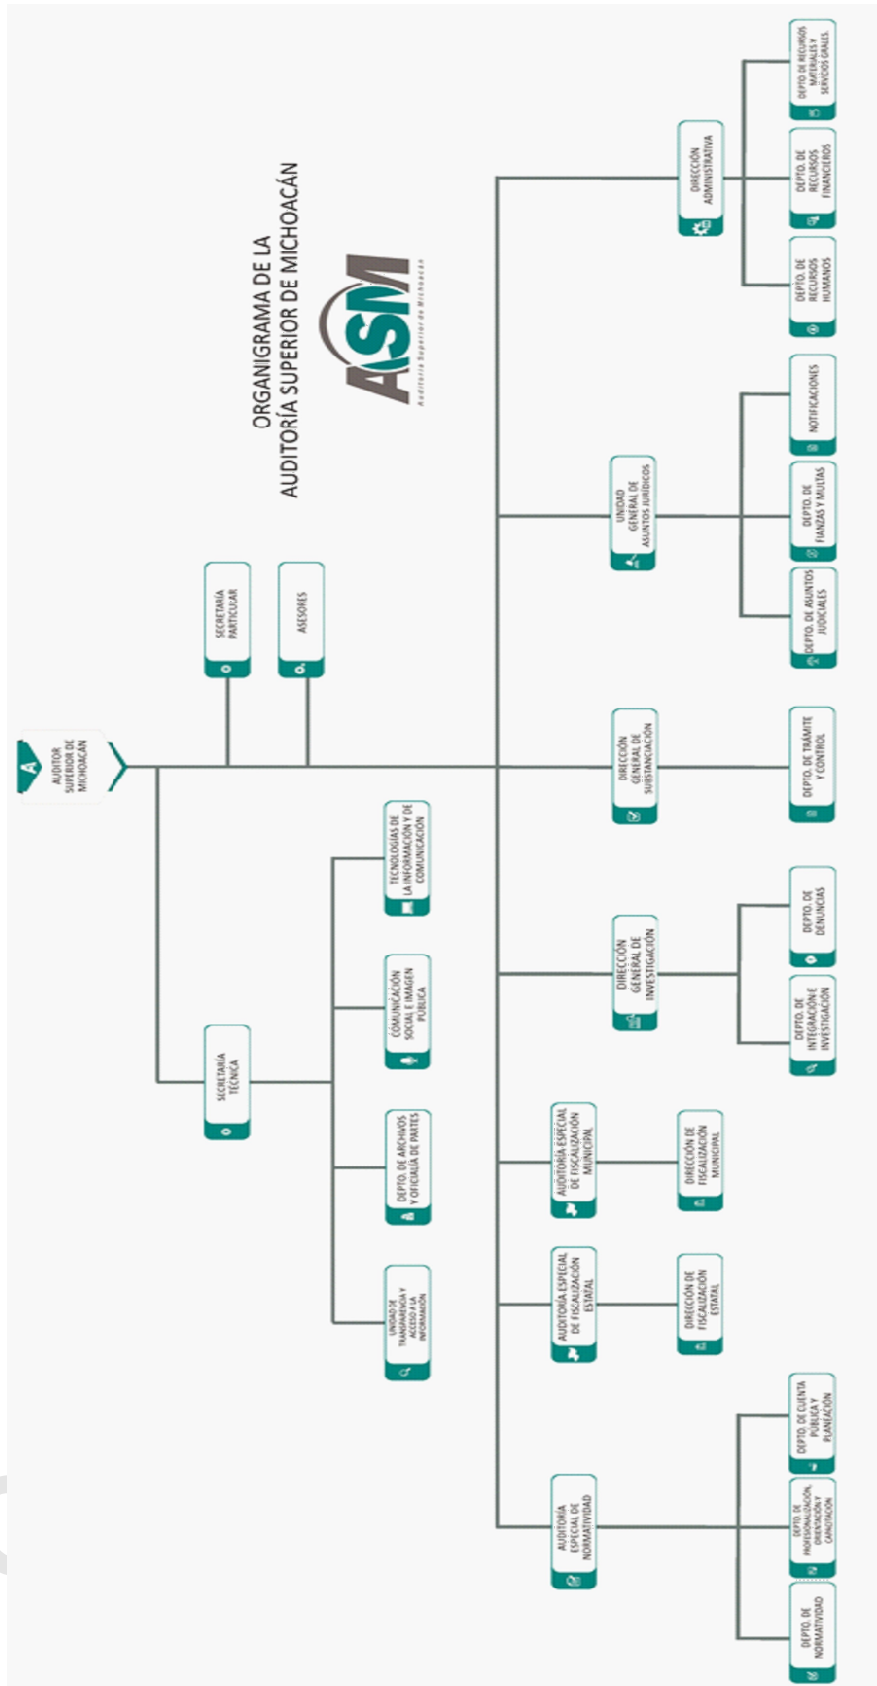 ORGANIGRAMA DE LA
AUDITORÍA SUPERIOR DE MICHOACÁN
ASM
Auditoría Superior de Michoacán
A
AUDITOR
SUPERIOR DE
MICHOACÁN
SECRETARÍA
PARTICULAR
ASESORES
SECRETARÍA
TÉCNICA
UNIDAD DE
TRANSPARENCIA Y
ACCESO A LA
INFORMACIÓN
DEPTO. DE ARCHIVOS
Y OFICIALÍA DE PARTES
COMUNICACIÓN
SOCIAL E IMAGEN
PÚBLICA
TECNOLOGÍAS DE
LA INFORMACIÓN Y DE
COMUNICACIÓN
AUDITORÍA
ESPECIAL DE
NORMATIVIDAD
AUDITORÍA ESPECIAL
DE FISCALIZACIÓN
ESTATAL
AUDITORÍA ESPECIAL
DE FISCALIZACIÓN
MUNICIPAL
DIRECCIÓN
GENERAL DE
INVESTIGACIÓN
DIRECCIÓN
GENERAL DE
SUBSTANCIACIÓN
UNIDAD
GENERAL DE
ASUNTOS JURÍDICOS
DIRECCIÓN
ADMINISTRATIVA
DIRECCIÓN DE
FISCALIZACIÓN
ESTATAL
DIRECCIÓN DE
FISCALIZACIÓN
MUNICIPAL
DEPTO. DE
NORMATIVIDAD
DEPTO. DE
PROFESIONALIZACIÓN,
ORIENTACIÓN Y
CAPACITACIÓN
DEPTO. DE CUENTA
PÚBLICA Y
PLANEACIÓN
DEPTO. DE
INTEGRACIÓN E
INVESTIGACIÓN
DEPTO. DE
DENUNCIAS
DEPTO. DE TRÁMITE
Y CONTROL
DEPTO. DE ASUNTOS
JUDICIALES
DEPTO. DE
FIANZAS Y MULTAS
NOTIFICACIONES
DEPTO. DE
RECURSOS
HUMANOS
DEPTO. DE
RECURSOS
FINANCIEROS
DEPTO DE RECURSOS
MATERIALES Y
SERVICIOS GRALES.